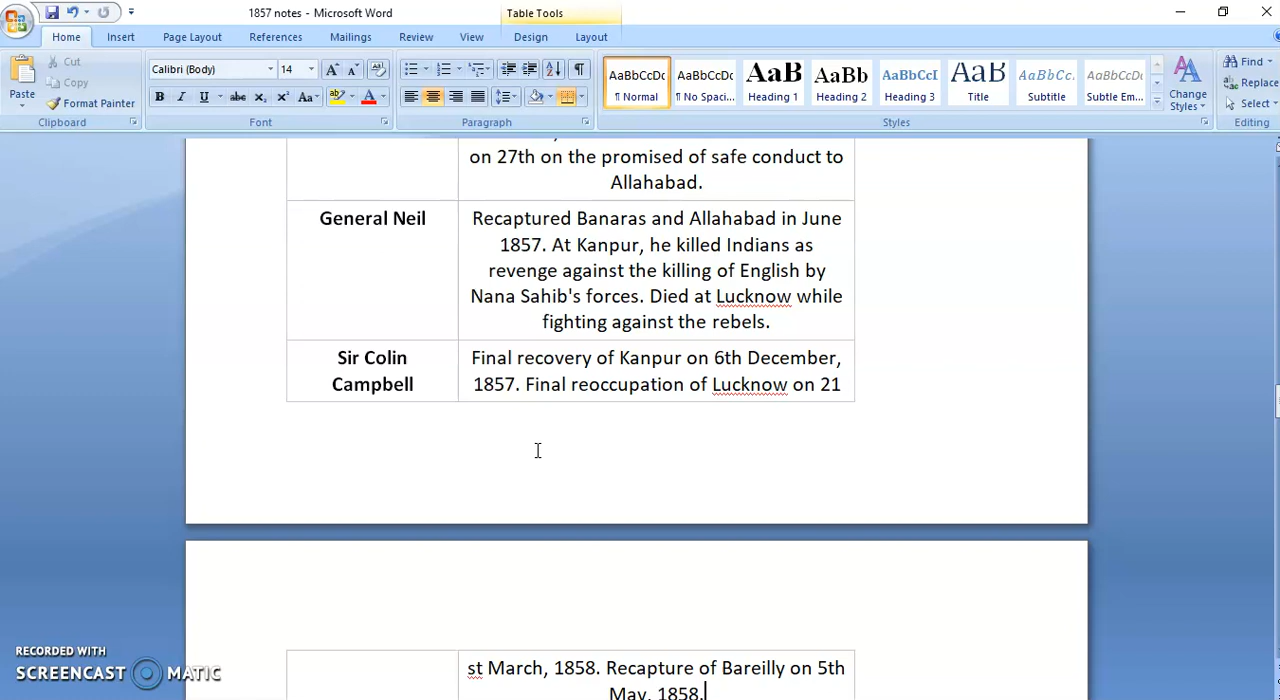 1857 notes - Microsoft Word
Table Tools
Home Insert Page Layout References Mailings Review View Design Layout
Paste
Cut
Copy
Format Painter
Clipboard
Calibri (Body) 14
B I U abc X₂ X² Aa A
Font
Paragraph
AaBbCcDc AaBbCcDc AaB AaBb AaBbCcI AaB AaBbCc. AaBbCcDc
¶ Normal ¶ No Spaci... Heading 1 Heading 2 Heading 3 Title Subtitle Subtle Em...
Styles
Change
Styles
Find
Replace
Select
Editing
on 27th on the promised of safe conduct to
Allahabad.
General Neil
Recaptured Banaras and Allahabad in June
1857. At Kanpur, he killed Indians as
revenge against the killing of English by
Nana Sahib's forces. Died at Lucknow while
fighting against the rebels.
Sir Colin
Campbell
Final recovery of Kanpur on 6th December,
1857. Final reoccupation of Lucknow on 21
st March, 1858. Recapture of Bareilly on 5th
May, 1858.
RECORDED WITH
SCREENCAST MATIC